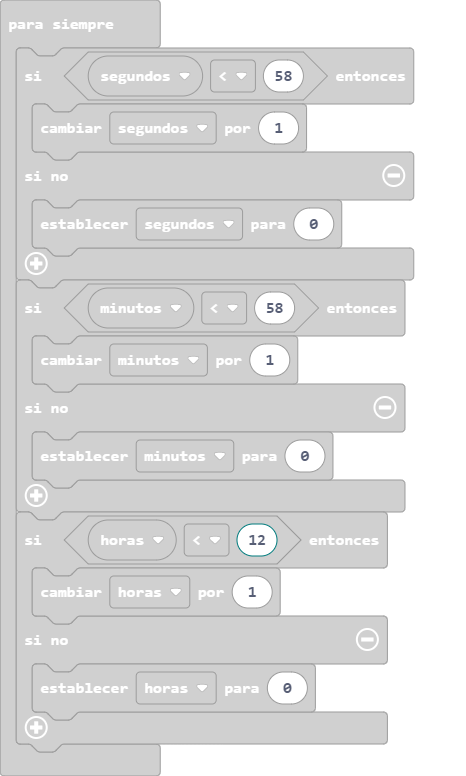 para siempre
si segundos < 58 entonces
cambiar segundos por 1
si no
establecer segundos para 0
si minutos < 58 entonces
cambiar minutos por 1
si no
establecer minutos para 0
si horas < 12 entonces
cambiar horas por 1
si no
establecer horas para 0